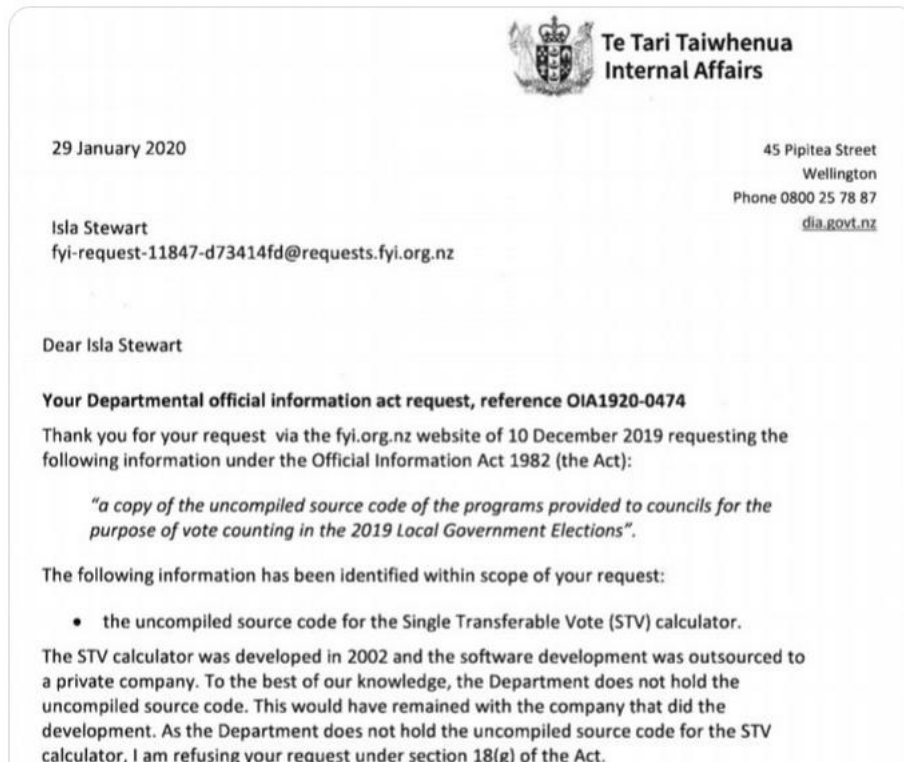 Te Tari Taiwhenua
Internal Affairs
29 January 2020
45 Pipitea Street
Wellington
Phone 0800 25 78 87
dia.govt.nz
Isla Stewart
fyi-request-11847-d73414fd@requests.fyi.org.nz
Dear Isla Stewart
Your Departmental official information act request, reference OIA1920-0474
Thank you for your request via the fyi.org.nz website of 10 December 2019 requesting the
following information under the Official Information Act 1982 (the Act):
"a copy of the uncompiled source code of the programs provided to councils for the
purpose of vote counting in the 2019 Local Government Elections".
The following information has been identified within scope of your request:
• the uncompiled source code for the Single Transferable Vote (STV) calculator.
The STV calculator was developed in 2002 and the software development was outsourced to
a private company. To the best of our knowledge, the Department does not hold the
uncompiled source code. This would have remained with the company that did the
development. As the Department does not hold the uncompiled source code for the STV
calculator, I am refusing your request under section 18(g) of the Act.